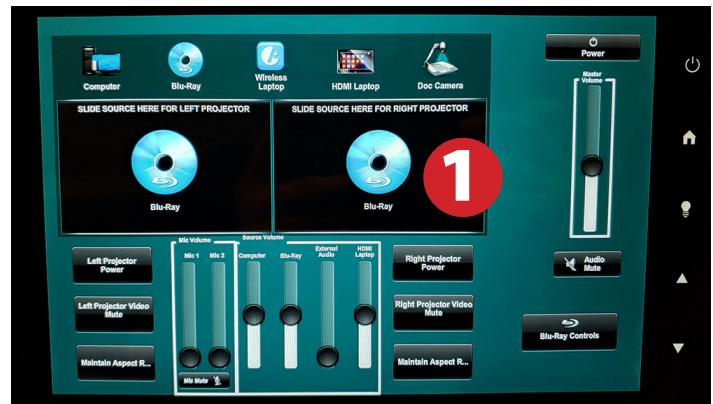 Computer
Blu-Ray
Wireless
Laptop
HDMI Laptop
Doc Camera
Power
SLIDE SOURCE HERE FOR LEFT PROJECTOR
SLIDE SOURCE HERE FOR RIGHT PROJECTOR
Blu-Ray
Blu-Ray
1
Master
Volume
Left Projector
Power
Left Projector Video
Mute
Maintain Aspect R...
Mic Volume
Mic 1
Mic 2
Mic Mute
Source Volume
Computer
Blu-Ray
External
Audio
HDMI
Laptop
Right Projector
Power
Right Projector Video
Mute
Maintain Aspect R...
Audio
Mute
Blu-Ray Controls